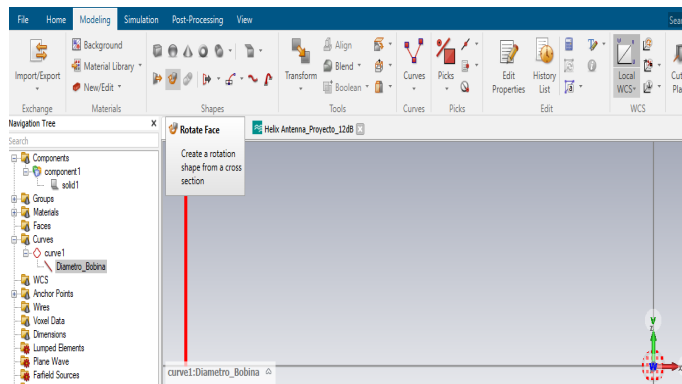 File Home Modeling Simulation Post-Processing View
Background
Material Library
New/Edit
Import/Export
Transform
Align
Blend
Boolean
Curves
Picks
Edit Properties
History List
Local WCS
Exchange Materials Shapes Tools Curves Picks Edit WCS
Navigation Tree X
Rotate Face
Create a rotation
shape from a cross
section
Helix Antenna_Proyecto_12dB
Search
Components
component1
solid1
Groups
Materials
Faces
Curves
curve1
Diametro_Bobina
WCS
Anchor Points
Wires
Voxel Data
Dimensions
Lumped Elements
Plane Wave
Farfield Sources
curve1:Diametro_Bobina
z
W
x